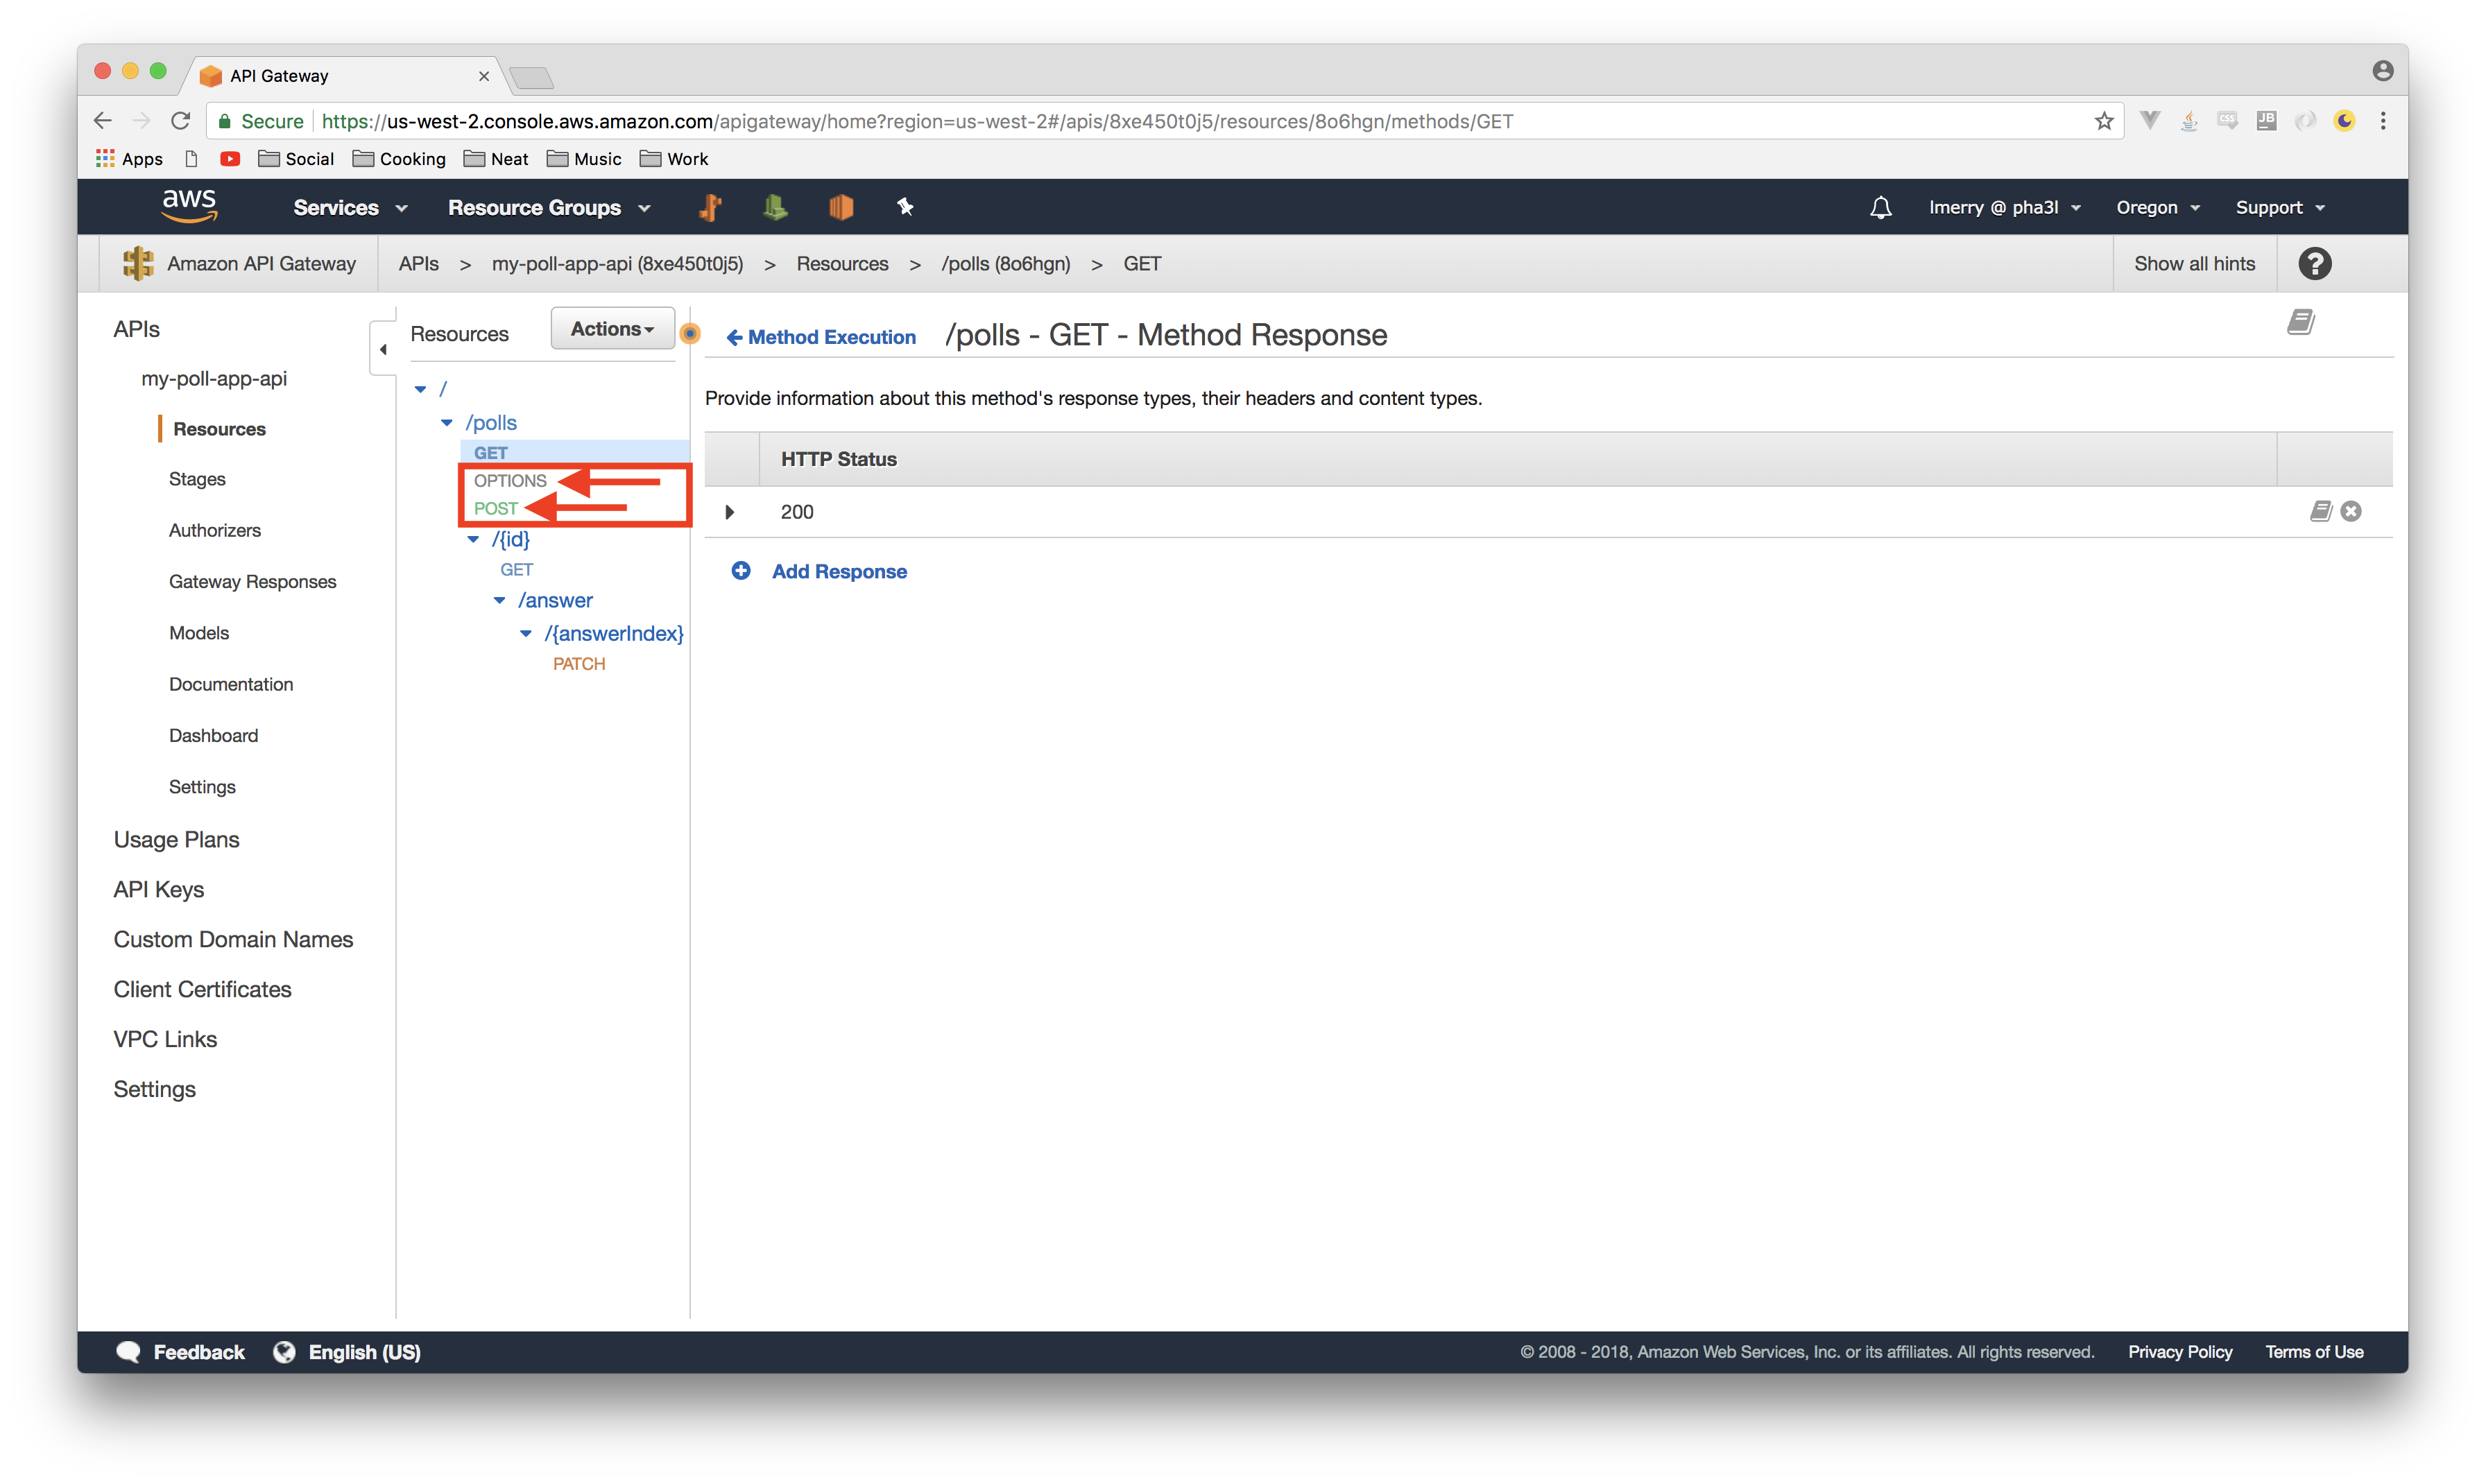 API Gateway
Secure https://us-west-2.console.aws.amazon.com/apigateway/home?region=us-west-2#/apis/8xe450t0j5/resources/8o6hgn/methods/GET
CSS JB
Apps Social Cooking Neat Music Work
aws Services Resource Groups lmerry @ pha3l Oregon Support
Amazon API Gateway APIs > my-poll-app-api (8xe450t0j5) > Resources > /polls (8o6hgn) > GET Show all hints ?
APIs
my-poll-app-api
Resources
Stages
Authorizers
Gateway Responses
Models
Documentation
Dashboard
Settings
Usage Plans
API Keys
Custom Domain Names
Client Certificates
VPC Links
Settings
Resources Actions
/
/polls
GET
OPTIONS
POST
/{id}
GET
/answer
/{answerIndex}
PATCH
Method Execution /polls - GET - Method Response
Provide information about this method's response types, their headers and content types.
HTTP Status
200
Add Response
Feedback English (US) © 2008 - 2018, Amazon Web Services, Inc. or its affiliates. All rights reserved. Privacy Policy Terms of Use